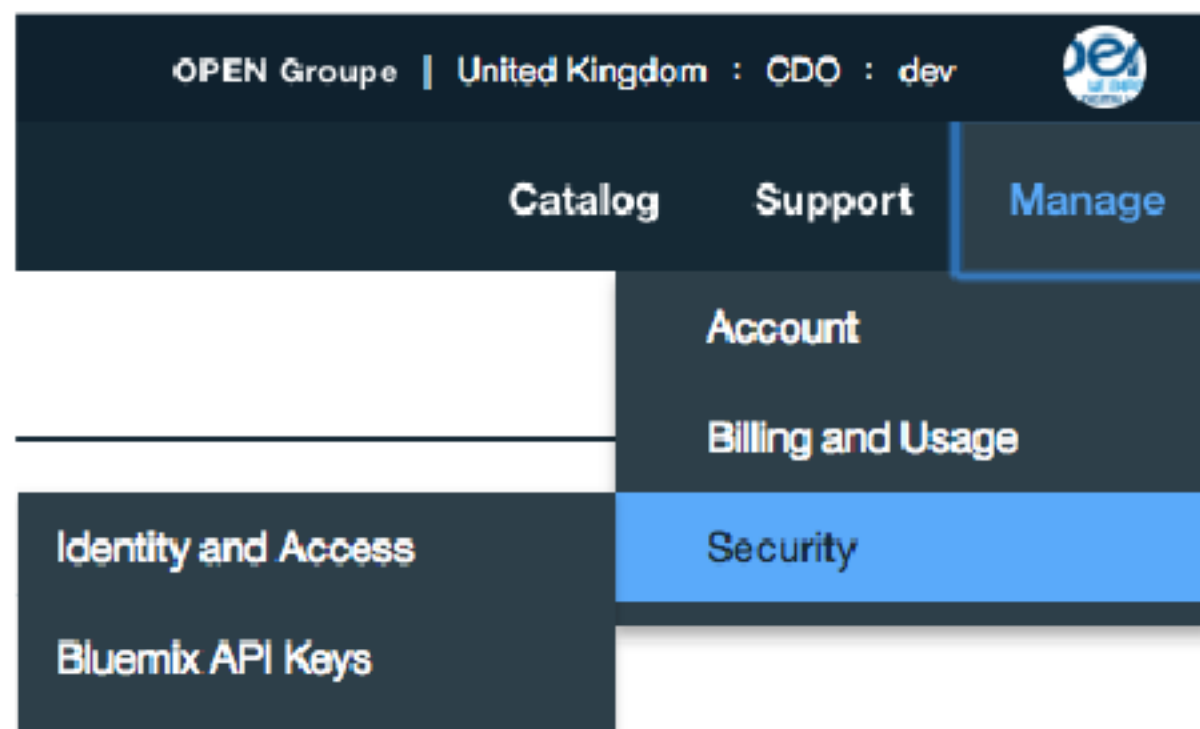 OPEN Groupe | United Kingdom : CDO : dev
Catalog Support Manage
Account
Billing and Usage
Identity and Access Security
Bluemix API Keys